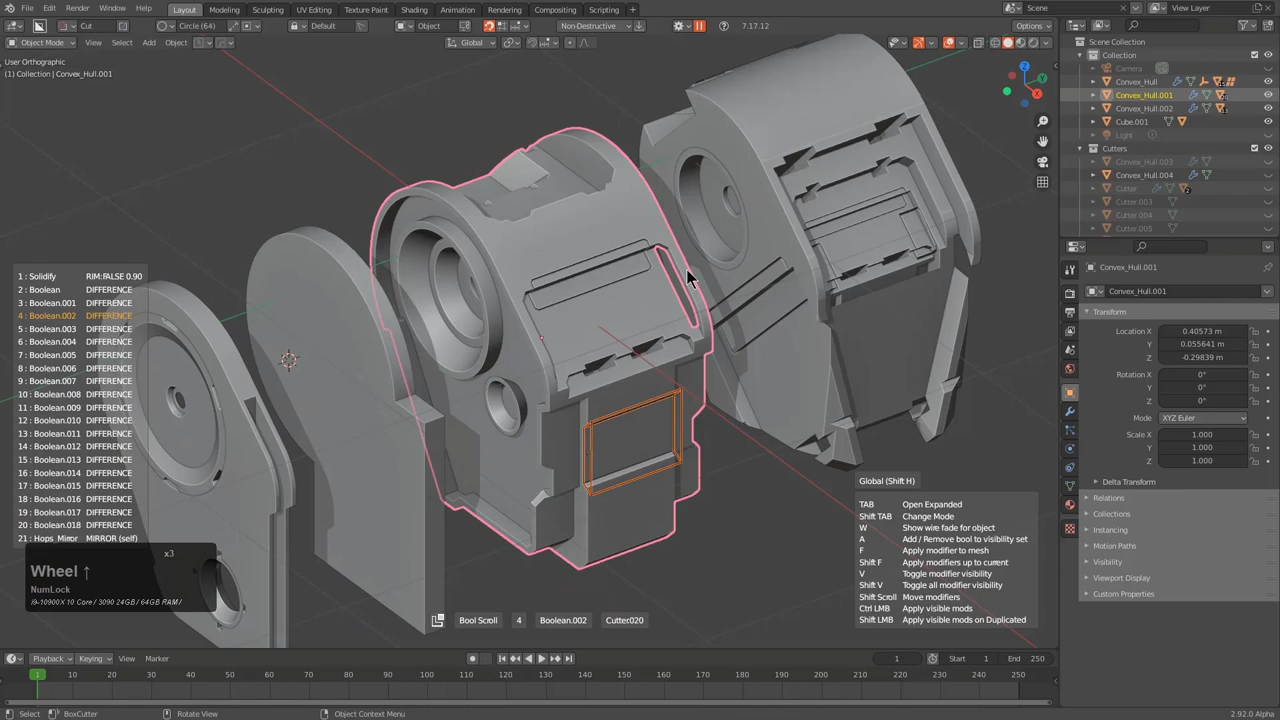 File Edit Render Window Help Layout Modeling Sculpting UV Editing Texture Paint Shading Animation Rendering Compositing Scripting + Scene View Layer
Cut Circle (64) Default Object Non-Destructive 7.17.12 Options
Object Mode View Select Add Object Global
User Orthographic
(1) Collection | Convex_Hull.001
Z
Y
Scene Collection
Collection
Camera
Convex_Hull
Convex_Hull.001
Convex_Hull.002
Cube.001
Light
Cutters
Convex_Hull.003
Convex_Hull.004
Cutter
Cutter.003
Cutter.004
Cutter.005
Convex_Hull.001
Convex_Hull.001
Transform
Location X 0.40573 m
Y 0.055641 m
Z -0.29839 m
Rotation X 0°
Y 0°
Z 0°
Mode XYZ Euler
Scale X 1.000
Y 1.000
Z 1.000
Delta Transform
Relations
Collections
Instancing
Motion Paths
Visibility
Viewport Display
Custom Properties
1 : Solidify RIM:FALSE 0.90
2 : Boolean DIFFERENCE
3 : Boolean.001 DIFFERENCE
4 : Boolean.002 DIFFERENCE
5 : Boolean.003 DIFFERENCE
6 : Boolean.004 DIFFERENCE
7 : Boolean.005 DIFFERENCE
8 : Boolean.006 DIFFERENCE
9 : Boolean.007 DIFFERENCE
10 : Boolean.008 DIFFERENCE
11 : Boolean.009 DIFFERENCE
12 : Boolean.010 DIFFERENCE
13 : Boolean.011 DIFFERENCE
14 : Boolean.012 DIFFERENCE
15 : Boolean.013 DIFFERENCE
16 : Boolean.014 DIFFERENCE
17 : Boolean.015 DIFFERENCE
18 : Boolean.016 DIFFERENCE
19 : Boolean.017 DIFFERENCE
20 : Boolean.018 DIFFERENCE
21 : Hops_Mirror MIRROR (self)
x3
Wheel ↑
NumLock
i9-10900X 10 Core / 3090 24GB / 64GB RAM /
Global (Shift H)
TAB Open Expanded
Shift TAB Change Mode
W Show wire fade for object
A Add / Remove bool to visibility set
F Apply modifier to mesh
Shift F Apply modifiers up to current
V Toggle modifier visibility
Shift V Toggle all modifier visibility
Shift Scroll Move modifiers
Ctrl LMB Apply visible mods
Shift LMB Apply visible mods on Duplicated
Bool Scroll 4 Boolean.002 Cutter.020
Playback Keying View Marker 1 Start 1 End 250
1 10 20 30 40 50 60 70 80 90 100 110 120 130 140 150 160 170 180 190 200 210 220 230 240 250
Select BoxCutter Rotate View Object Context Menu 2.92.0 Alpha